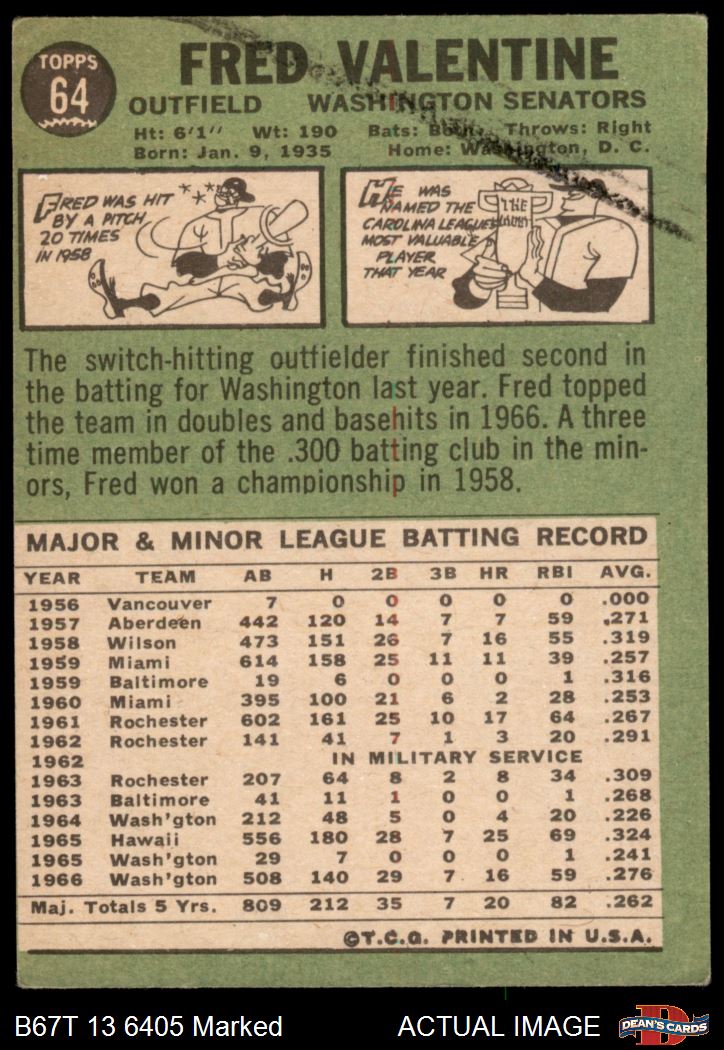 TOPPS
64
FRED VALENTINE
OUTFIELD WASHINGTON SENATORS
Ht: 6'1" Wt: 190 Bats: Both Throws: Right
Born: Jan. 9, 1935 Home: Washington, D. C.
FRED WAS HIT
BY A PITCH
20 TIMES
IN 1958
HE WAS
NAMED THE
CAROLINA LEAGUE
MOST VALUABLE
PLAYER
THAT YEAR
THE
The switch-hitting outfielder finished second in
the batting for Washington last year. Fred topped
the team in doubles and basehits in 1966. A three
time member of the .300 batting club in the min-
ors, Fred won a championship in 1958.
MAJOR & MINOR LEAGUE BATTING RECORD
YEAR TEAM AB H 2B 3B HR RBI AVG.
1956 Vancouver 7 0 0 0 0 0 .000
1957 Aberdeen 442 120 14 7 7 59 .271
1958 Wilson 473 151 26 7 16 55 .319
1959 Miami 614 158 25 11 11 39 .257
1959 Baltimore 19 6 0 0 0 1 .316
1960 Miami 395 100 21 6 2 28 .253
1961 Rochester 602 161 25 10 17 64 .267
1962 Rochester 141 41 7 1 3 20 .291
1962 IN MILITARY SERVICE
1963 Rochester 207 64 8 2 8 34 .309
1963 Baltimore 41 11 1 0 0 1 .268
1964 Wash'gton 212 48 5 0 4 20 .226
1965 Hawaii 556 180 28 7 25 69 .324
1965 Wash'gton 29 7 0 0 0 1 .241
1966 Wash'gton 508 140 29 7 16 59 .276
Maj. Totals 5 Yrs. 809 212 35 7 20 82 .262
©T.C.G. PRINTED IN U.S.A.
B67T 13 6405 Marked ACTUAL IMAGE
D
DEAN'S CARDS